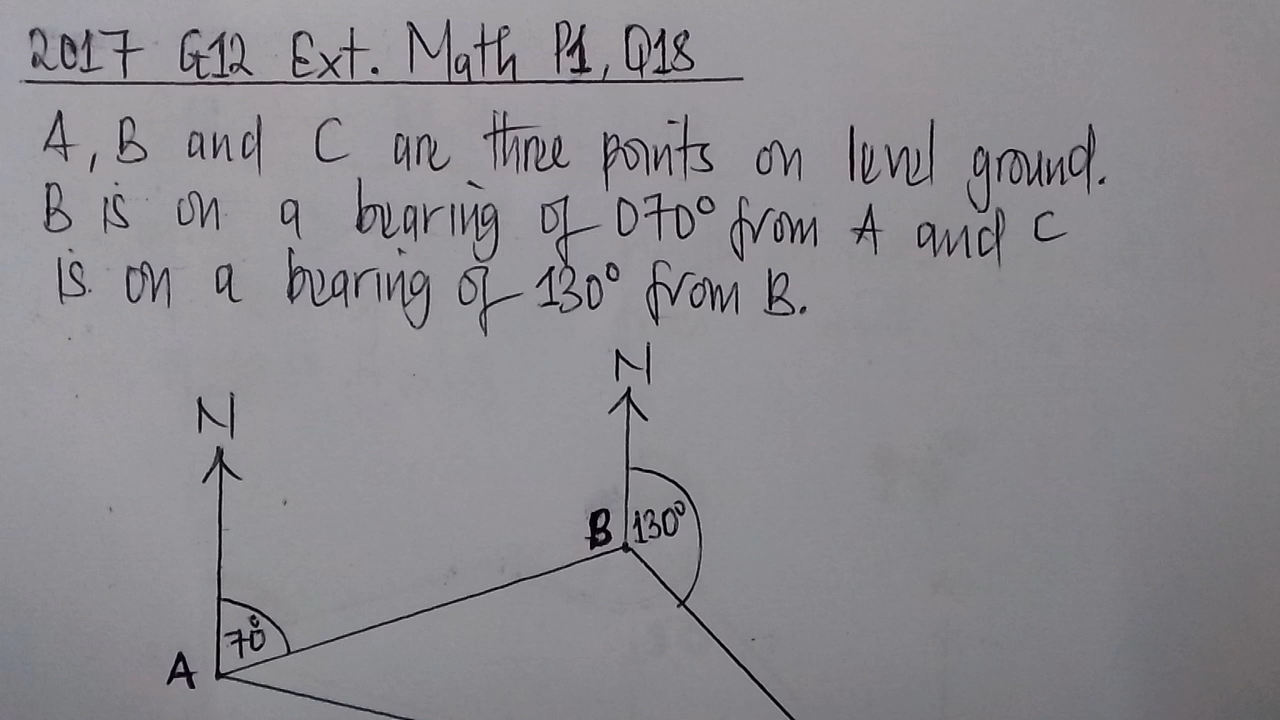 2017 G12 Ext. Math P1, Q18
A, B and C are three points on level ground.
B is on a bearing of 070° from A and C
is on a bearing of 130° from B.
N
N
B 130°
70°
A